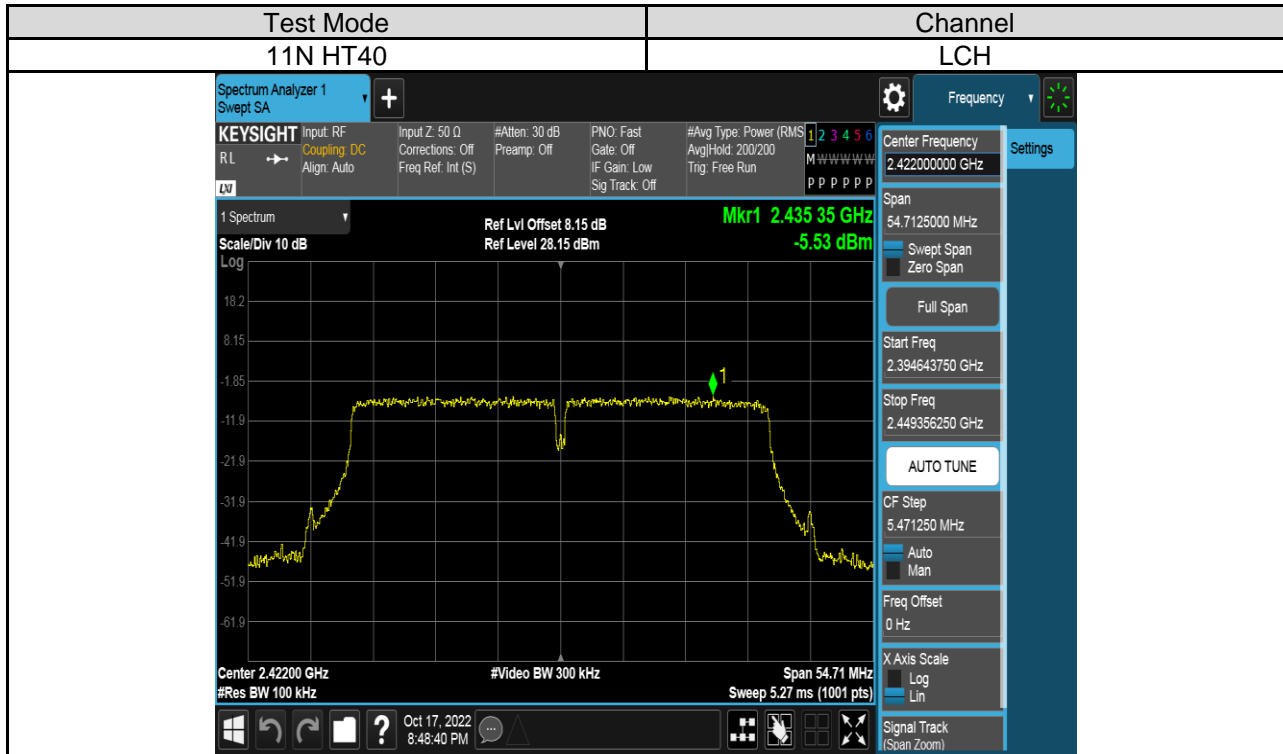 Test Mode Channel
11N HT40 LCH
Spectrum Analyzer 1
Swept SA
+
Frequency
KEYSIGHT
RL
LXI
Input: RF
Coupling: DC
Align: Auto
Input Z: 50 Ω
Corrections: Off
Freq Ref: Int (S)
#Atten: 30 dB
Preamp: Off
PNO: Fast
Gate: Off
IF Gain: Low
Sig Track: Off
#Avg Type: Power (RMS
Avg|Hold: 200/200
Trig: Free Run
1 2 3 4 5 6
M W W W W W
P P P P P P
1 Spectrum
Scale/Div 10 dB
Log
Ref Lvl Offset 8.15 dB
Ref Level 28.15 dBm
Mkr1 2.435 35 GHz
-5.53 dBm
18.2
8.15
-1.85
-11.9
-21.9
-31.9
-41.9
-51.9
-61.9
1
Center 2.42200 GHz
#Res BW 100 kHz
#Video BW 300 kHz
Span 54.71 MHz
Sweep 5.27 ms (1001 pts)
Oct 17, 2022
8:48:40 PM
?
Center Frequency
2.422000000 GHz
Settings
Span
54.7125000 MHz
Swept Span
Zero Span
Full Span
Start Freq
2.394643750 GHz
Stop Freq
2.449356250 GHz
AUTO TUNE
CF Step
5.471250 MHz
Auto
Man
Freq Offset
0 Hz
X Axis Scale
Log
Lin
Signal Track
(Span Zoom)